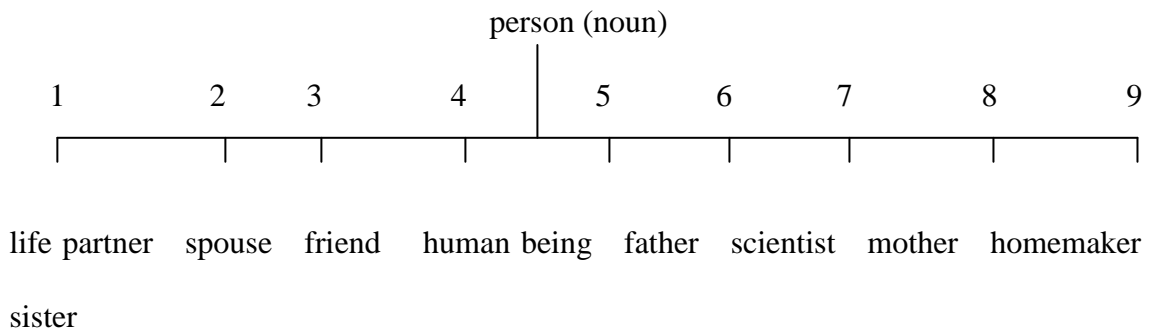 person (noun)
1 2 3 4 5 6 7 8 9
life partner spouse friend human being father scientist mother homemaker
sister